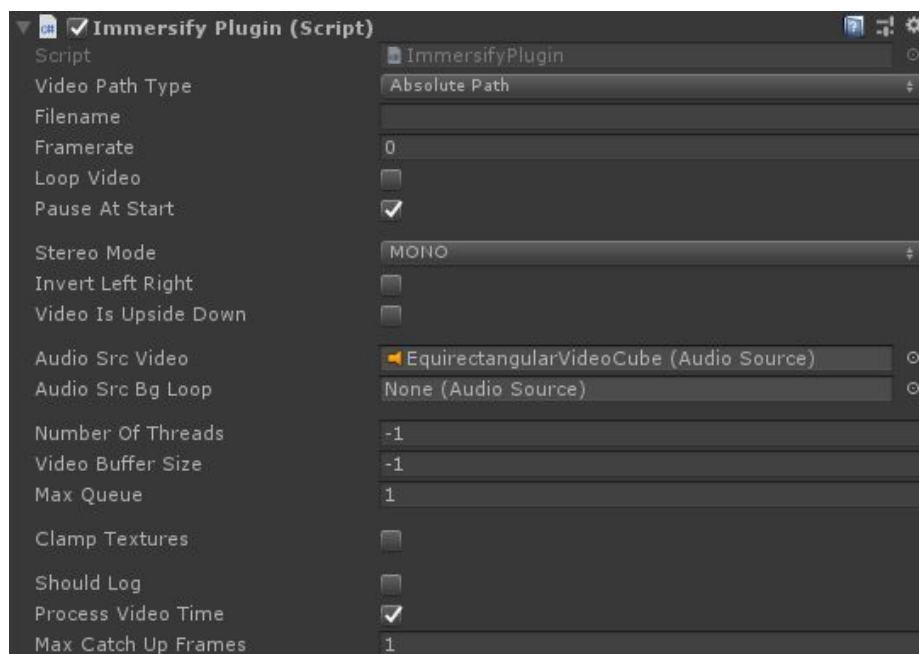 Immersify Plugin (Script)
Script ImmersifyPlugin
Video Path Type Absolute Path
Filename
Framerate 0
Loop Video
Pause At Start
Stereo Mode MONO
Invert Left Right
Video Is Upside Down
Audio Src Video EquirectangularVideoCube (Audio Source)
Audio Src Bg Loop None (Audio Source)
Number Of Threads -1
Video Buffer Size -1
Max Queue 1
Clamp Textures
Should Log
Process Video Time
Max Catch Up Frames 1